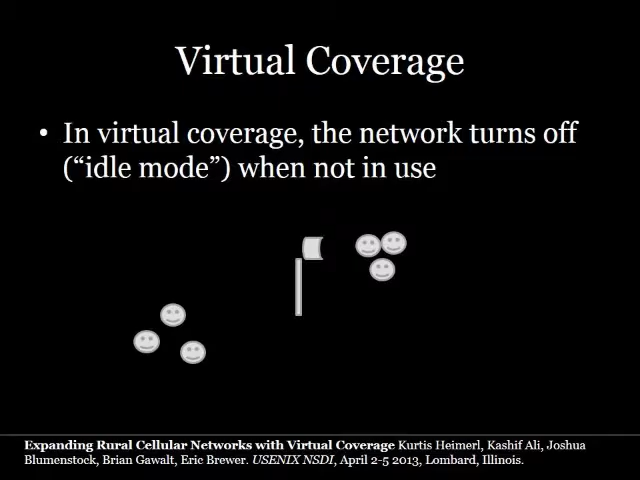 Virtual Coverage
• In virtual coverage, the network turns off
(“idle mode”) when not in use
Expanding Rural Cellular Networks with Virtual Coverage Kurtis Heimerl, Kashif Ali, Joshua
Blumenstock, Brian Gawalt, Eric Brewer. USENIX NSDI, April 2-5 2013, Lombard, Illinois.